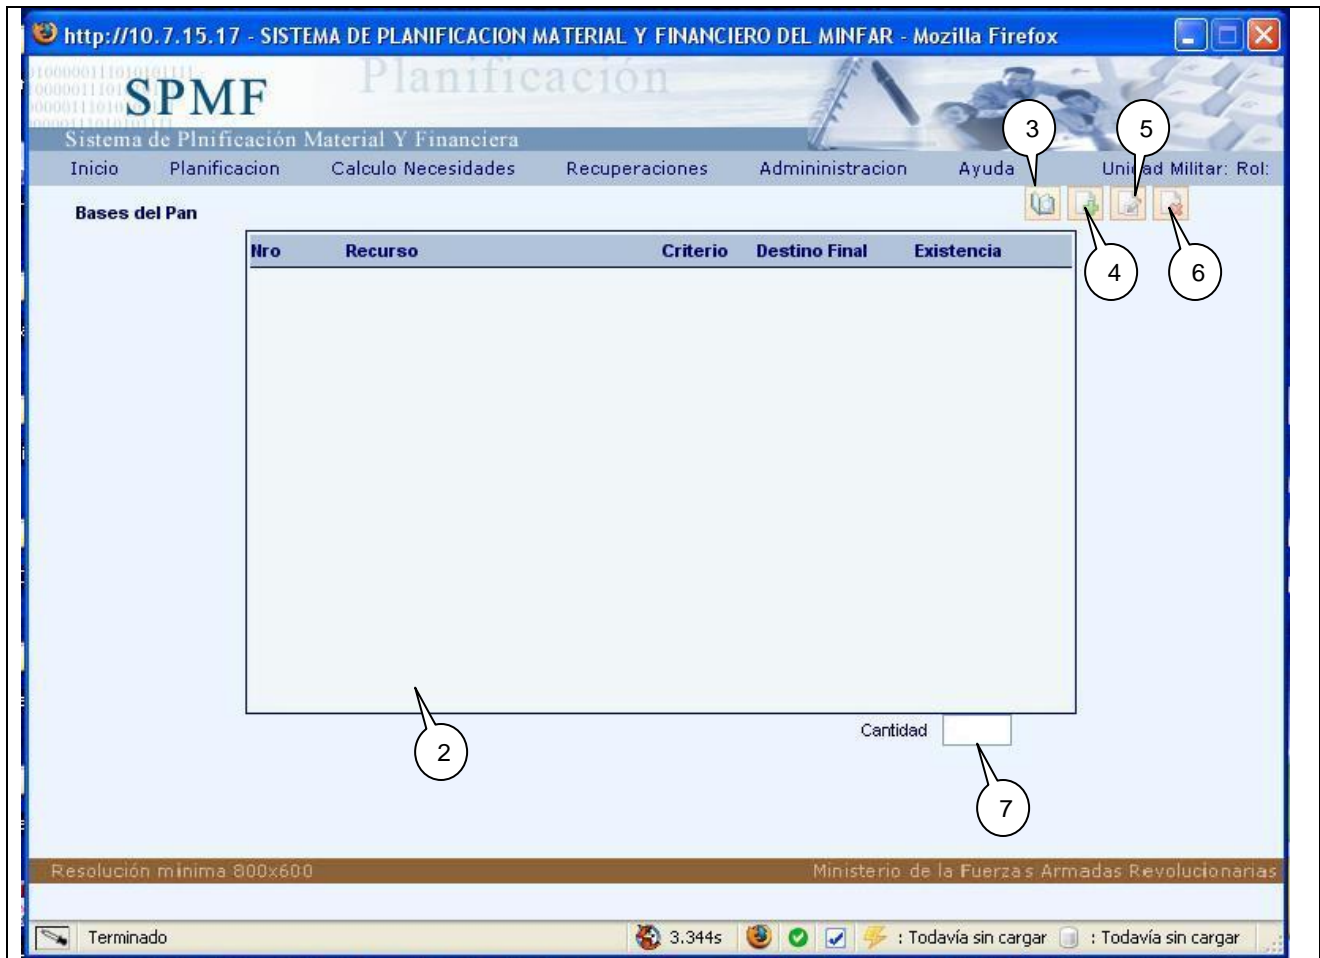 http://10.7.15.17 - SISTEMA DE PLANIFICACION MATERIAL Y FINANCIERO DEL MINFAR - Mozilla Firefox
Planificación
SPMF
Sistema de Plnificación Material Y Financiera
3
5
Inicio Planificacion Calculo Necesidades Recuperaciones Admininistracion Ayuda Unidad Militar: Rol:
Bases del Pan
Nro Recurso Criterio Destino Final Existencia
4
6
2
Cantidad
7
Resolución minima 800x600 Ministerio de la Fuerzas Armadas Revolucionarias
Terminado 3.344s : Todavía sin cargar : Todavía sin cargar